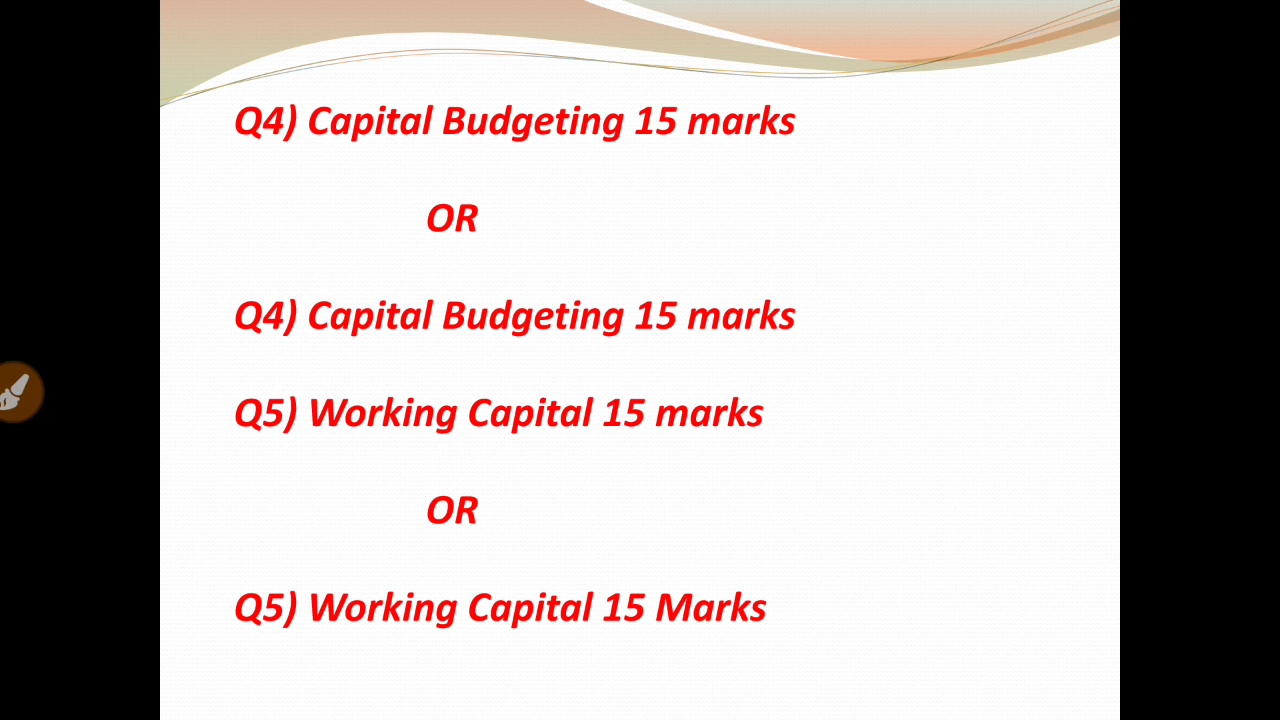 Q4) Capital Budgeting 15 marks
OR
Q4) Capital Budgeting 15 marks
Q5) Working Capital 15 marks
OR
Q5) Working Capital 15 Marks